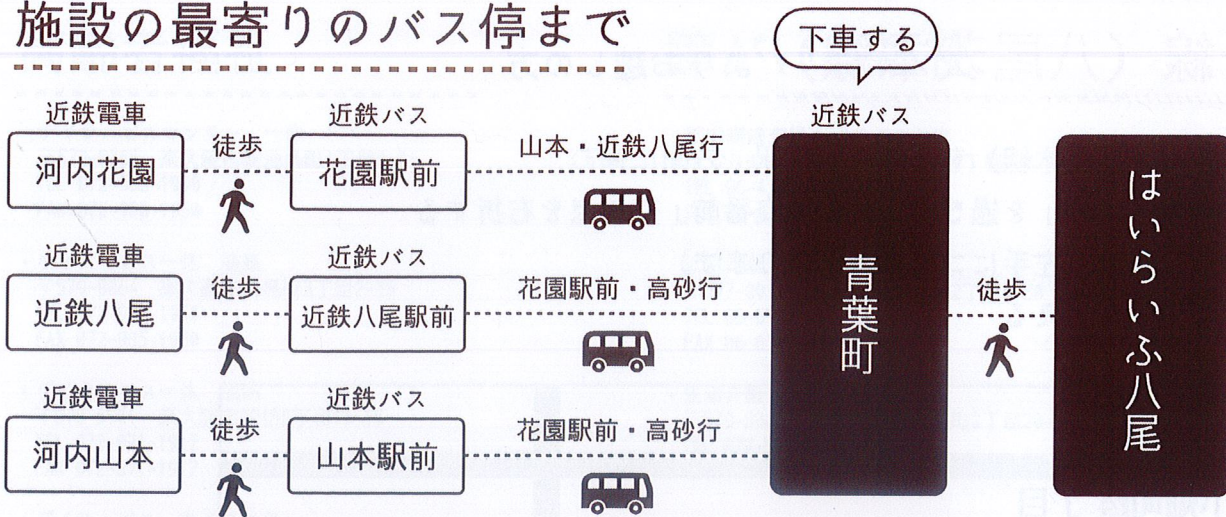 施設の最寄りのバス停まで
下車する
近鉄電車
河内花園
徒歩
近鉄バス
花園駅前
山本・近鉄八尾行
近鉄電車
近鉄八尾
徒歩
近鉄バス
近鉄八尾駅前
花園駅前・高砂行
近鉄電車
河内山本
徒歩
近鉄バス
山本駅前
花園駅前・高砂行
近鉄バス
青葉町
徒歩
はいらいふ八尾